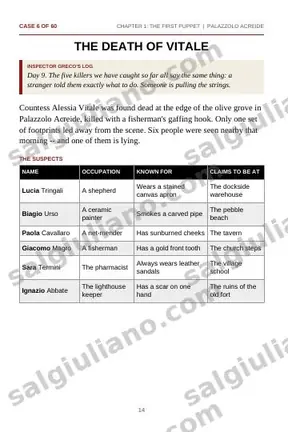 CASE 6 OF 60
CHAPTER 1: THE FIRST PUPPET | PALAZZOLO ACREIDE
THE DEATH OF VITALE
INSPECTOR GRECO'S LOG
Day 9. The five killers we have caught so far all say the same thing: a
stranger told them exactly what to do. Someone is pulling the strings.
Countess Alessia Vitale was found dead at the edge of the olive grove in
Palazzolo Acreide, killed with a fisherman's gaffing hook. Only one set
of footprints led away from the scene. Six people were seen nearby that
morning -- and one of them is lying.
THE SUSPECTS
NAME OCCUPATION KNOWN FOR CLAIMS TO BE AT
Lucia Tringali A shepherd Wears a stained canvas apron The dockside warehouse
Biagio Urso A ceramic painter Smokes a carved pipe The pebble beach
Paola Cavallaro A net-mender Has sunburned cheeks The tavern
Giacomo Magro A fisherman Has a gold front tooth The church steps
Sara Termini The pharmacist Always wears leather sandals The village school
Ignazio Abbate The lighthouse keeper Has a scar on one hand The ruins of the old fort
14
salgiuliano.com
salgiuliano.com
salgiuliano.com